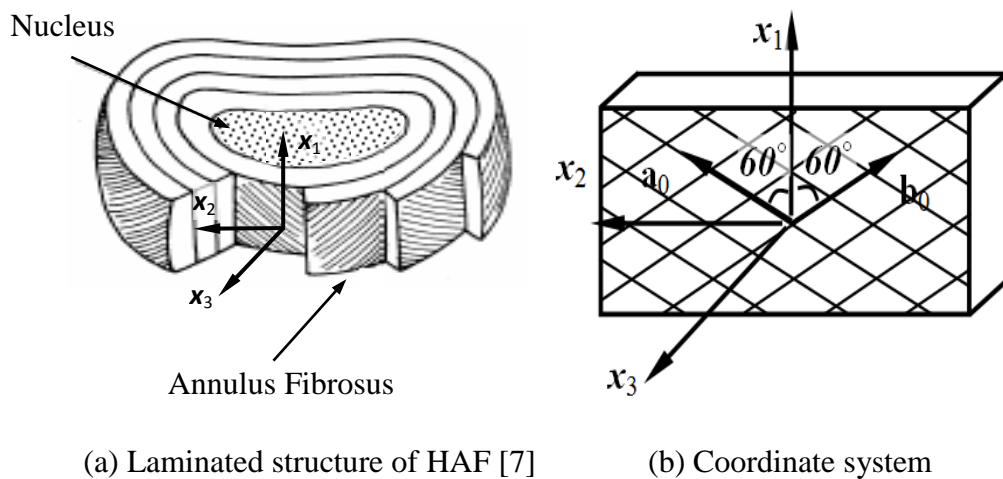 Nucleus
x₁
x₂
x₃
Annulus Fibrosus
(a) Laminated structure of HAF [7]
x₁
60° 60°
x₂
a₀
b₀
x₃
(b) Coordinate system